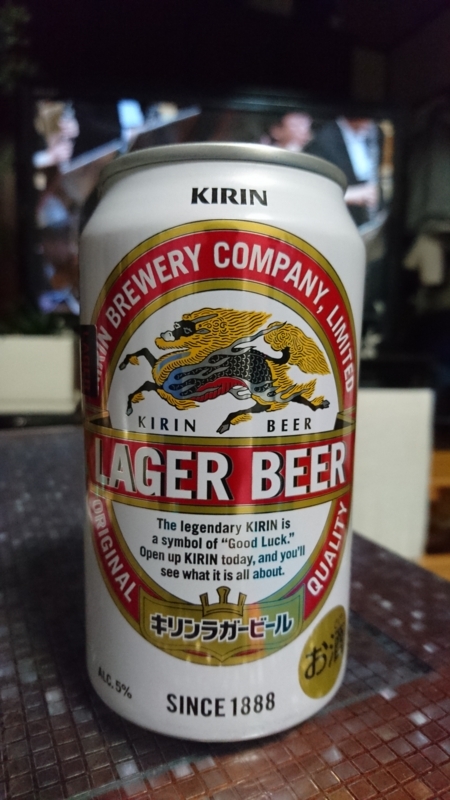 KIRIN
BREWERY COMPANY, LIMITED
KIRIN BEER
LAGER BEER
ORIGINAL QUALITY
The legendary KIRIN is
a symbol of "Good Luck."
Open up KIRIN today, and you'll
see what it is all about.
キリンラガービール
お酒
ALC. 5%
SINCE 1888